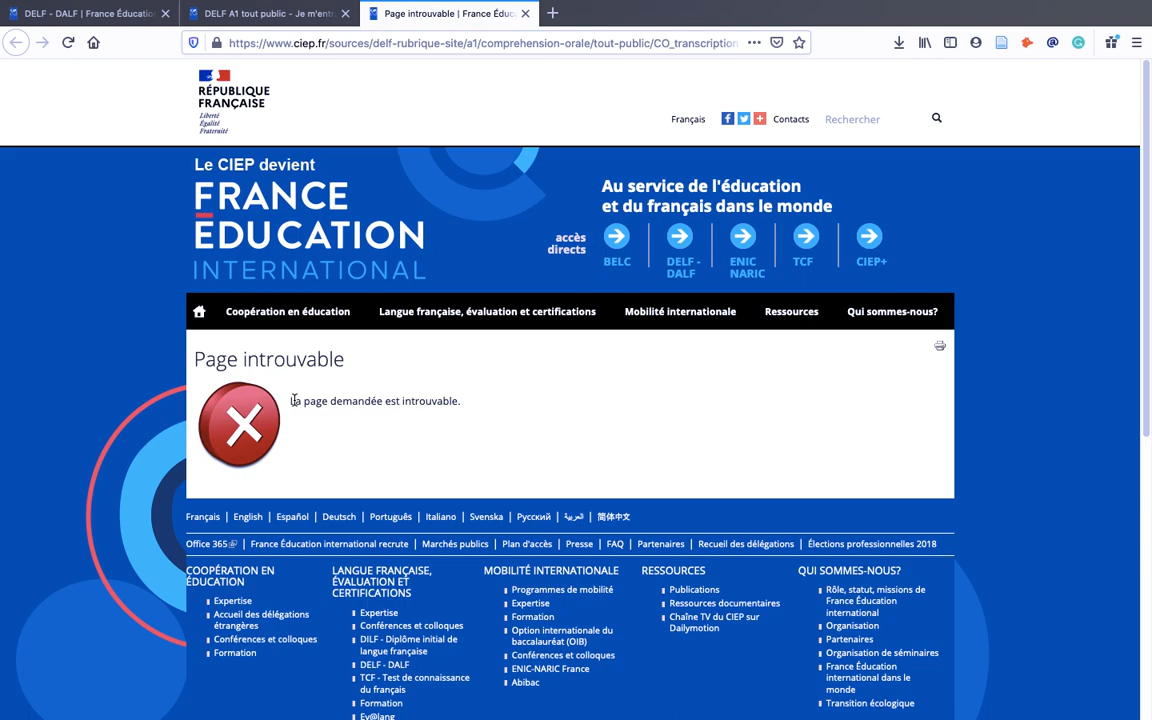 DELF - DALF | France Éducatio
DELF A1 tout public - Je m'entr
Page introuvable | France Éduc
https://www.ciep.fr/sources/delf-rubrique-site/a1/comprehension-orale/tout-public/CO_transcription
RÉPUBLIQUE
FRANÇAISE
Liberté
Égalité
Fraternité
Français
Contacts
Rechercher
Le CIEP devient
FRANCE
ÉDUCATION
INTERNATIONAL
Au service de l'éducation
et du français dans le monde
accès
directs
BELC
DELF -
DALF
ENIC
NARIC
TCF
CIEP+
Coopération en éducation
Langue française, évaluation et certifications
Mobilité internationale
Ressources
Qui sommes-nous?
Page introuvable
La page demandée est introuvable.
Français | English | Español | Deutsch | Português | Italiano | Svenska | Русский | العربية | 简体中文
Office 365 | France Éducation international recrute | Marchés publics | Plan d'accès | Presse | FAQ | Partenaires | Recueil des délégations | Élections professionnelles 2018
COOPÉRATION EN
ÉDUCATION
Expertise
Accueil des délégations
étrangères
Conférences et colloques
Formation
LANGUE FRANÇAISE,
ÉVALUATION ET
CERTIFICATIONS
Expertise
Conférences et colloques
DILF - Diplôme initial de
langue française
DELF - DALF
TCF - Test de connaissance
du français
Formation
Ev@lang
MOBILITÉ INTERNATIONALE
Programmes de mobilité
Expertise
Formation
Option internationale du
baccalauréat (OIB)
Conférences et colloques
ENIC-NARIC France
Abibac
RESSOURCES
Publications
Ressources documentaires
Chaîne TV du CIEP sur
Dailymotion
QUI SOMMES-NOUS?
Rôle, statut, missions de
France Éducation
international
Organisation
Partenaires
Organisation de séminaires
France Éducation
international dans le
monde
Transition écologique